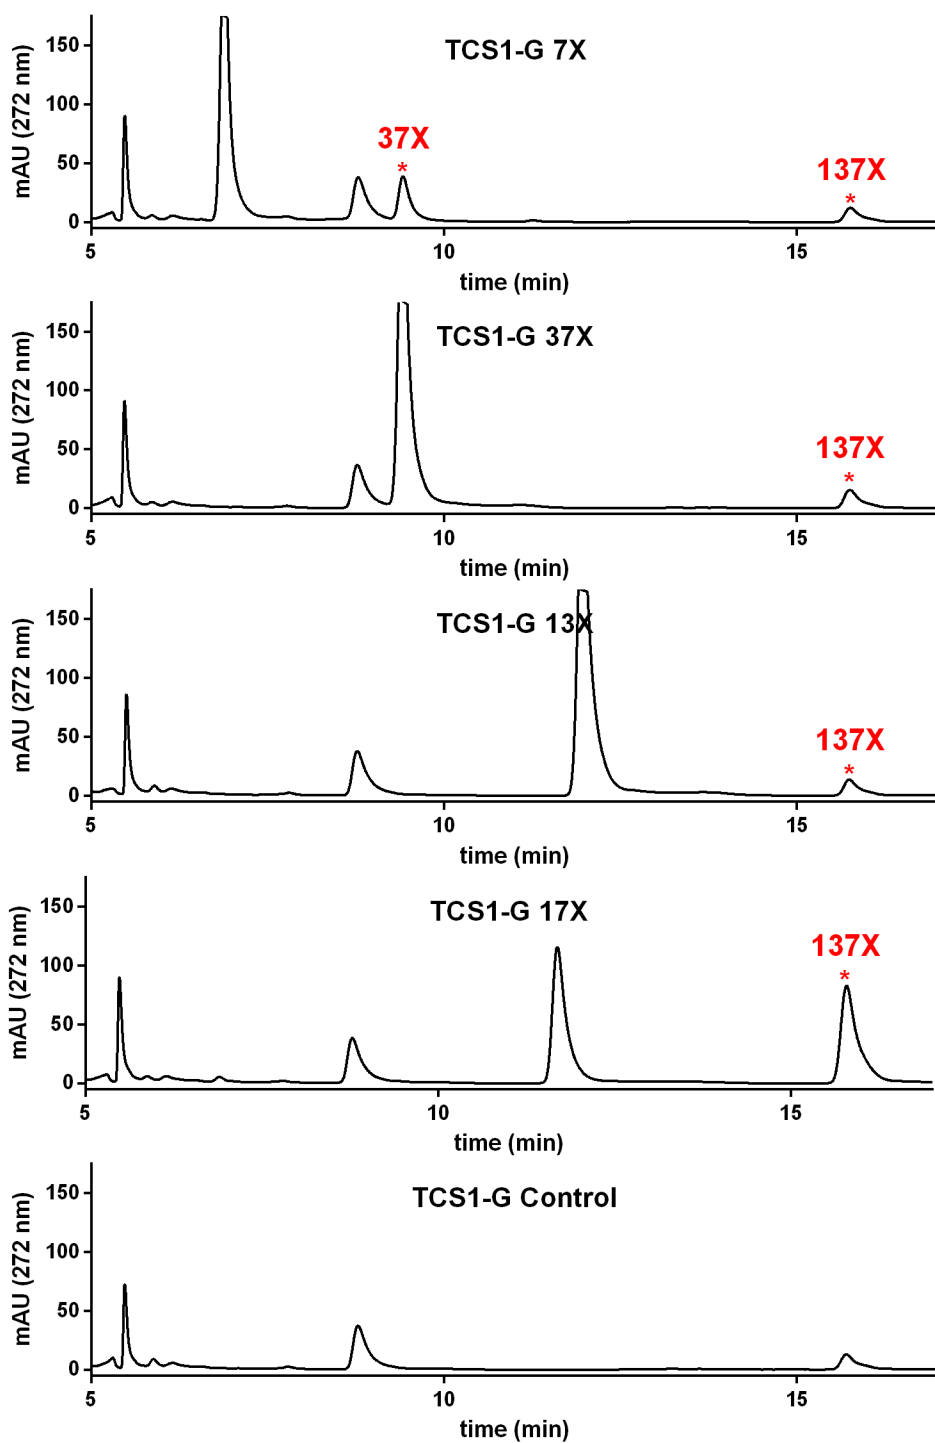 TCS1-G 7X
mAU (272 nm)
150
100
50
0
37X
*
137X
*
5
10
15
time (min)
TCS1-G 37X
mAU (272 nm)
150
100
50
0
137X
*
5
10
15
time (min)
TCS1-G 13X
mAU (272 nm)
150
100
50
0
137X
*
5
10
15
time (min)
TCS1-G 17X
mAU (272 nm)
150
100
50
0
137X
*
5
10
15
time (min)
TCS1-G Control
mAU (272 nm)
150
100
50
0
5
10
15
time (min)